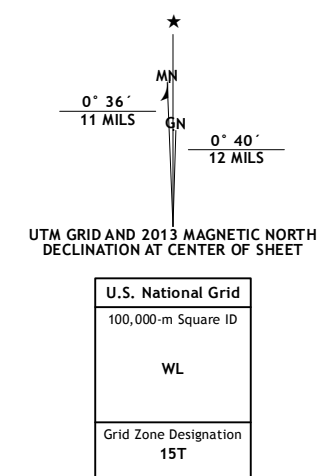 ★
MN
0° 36´
11 MILS
GN
0° 40´
12 MILS
UTM GRID AND 2013 MAGNETIC NORTH
DECLINATION AT CENTER OF SHEET
U.S. National Grid
100,000-m Square ID
WL
Grid Zone Designation
15T